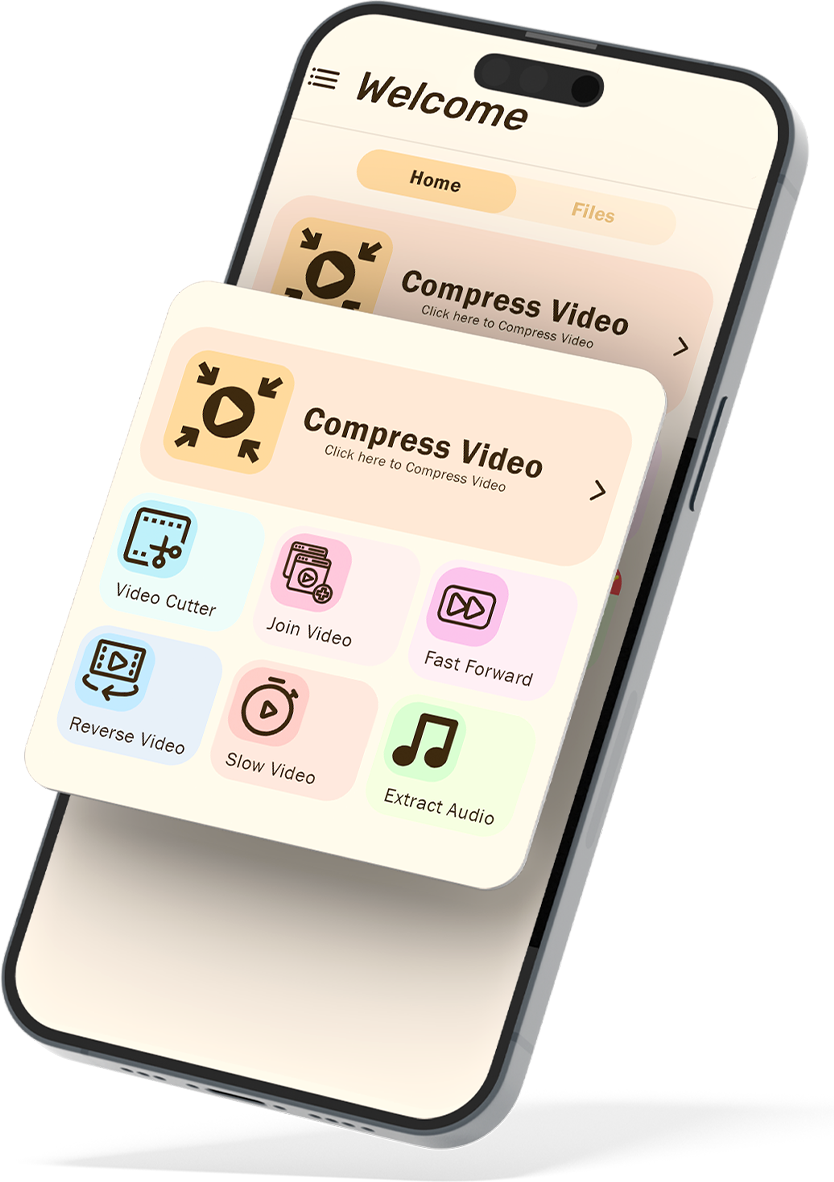 Welcome
Home
Files
Compress Video
Click here to Compress Video
Compress Video
Click here to Compress Video
Video Cutter
Join Video
Fast Forward
Reverse Video
Slow Video
Extract Audio